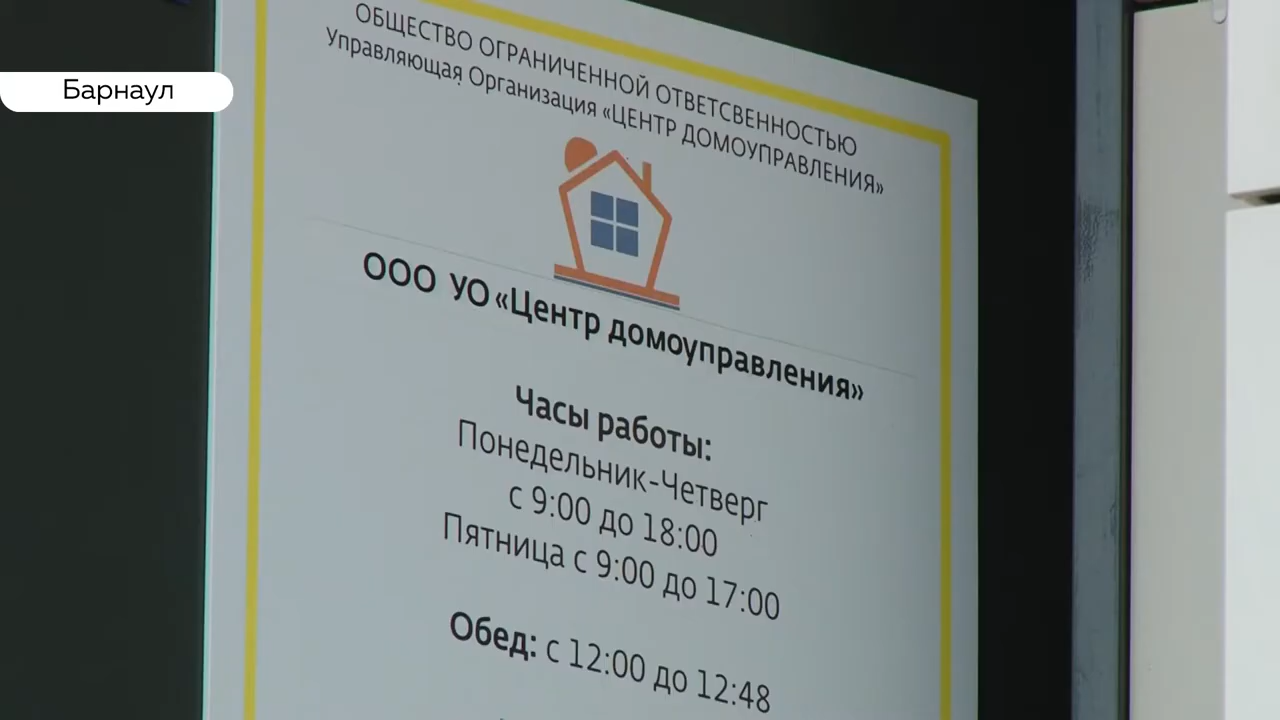 Барнаул
ОБЩЕСТВО ОГРАНИЧЕННОЙ ОТВЕТСВЕННОСТЬЮ
Управляющая Организация «ЦЕНТР ДОМОУПРАВЛЕНИЯ»
ООО УО «Центр домоуправления»
Часы работы:
Понедельник-Четверг
с 9:00 до 18:00
Пятница с 9:00 до 17:00
Обед: с 12:00 до 12:48